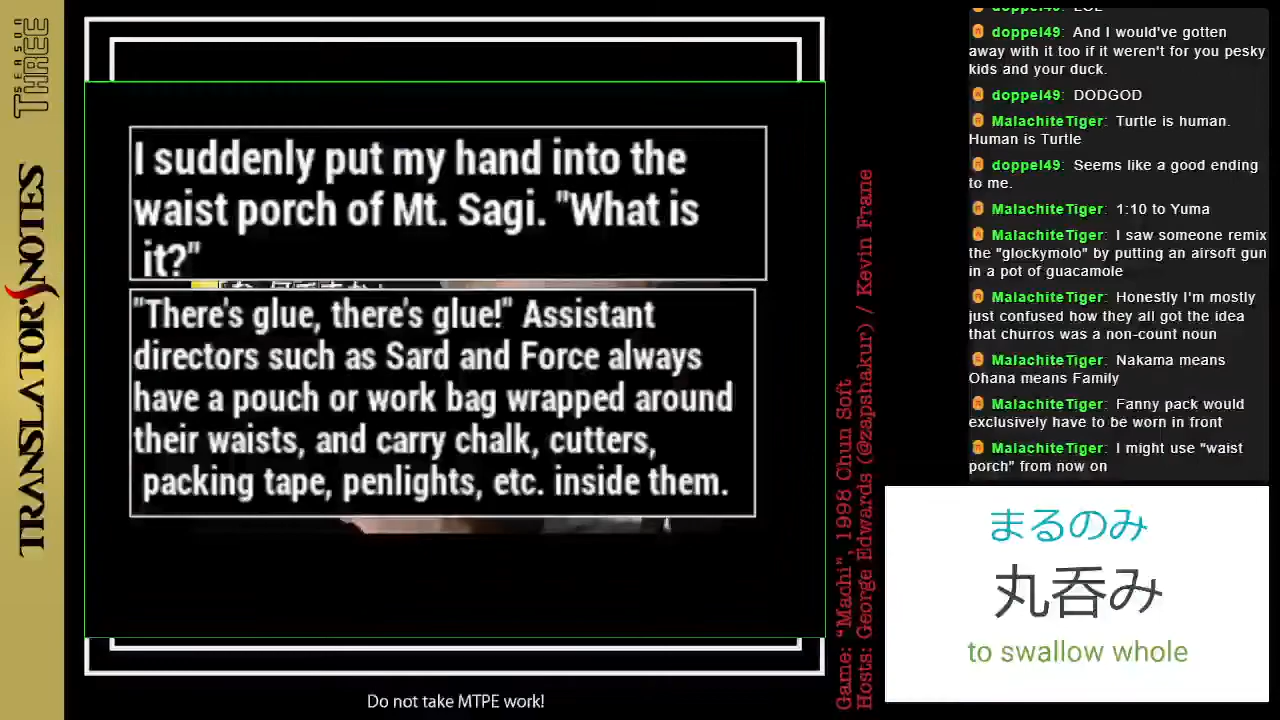 SEASON
THREE
TRANSLATOR'S NOTES
I suddenly put my hand into the
waist porch of Mt. Sagi. "What is
it?"
"There's glue, there's glue!" Assistant
directors such as Sard and Force always
have a pouch or work bag wrapped around
their waists, and carry chalk, cutters,
packing tape, penlights, etc. inside them.
Do not take MTPE work!
Game: "Machi", 1998 Chun Soft
Hosts: George Edwards (@zapshakur) / Kevin Frane
doppel49: LOL
doppel49: And I would've gotten
away with it too if it weren't for you pesky
kids and your duck.
doppel49: DODGOD
MalachiteTiger: Turtle is human.
Human is Turtle
doppel49: Seems like a good ending
to me.
MalachiteTiger: 1:10 to Yuma
MalachiteTiger: I saw someone remix
the "glockymolo" by putting an airsoft gun
in a pot of guacamole
MalachiteTiger: Honestly I'm mostly
just confused how they all got the idea
that churros was a non-count noun
MalachiteTiger: Nakama means
Ohana means Family
MalachiteTiger: Fanny pack would
exclusively have to be worn in front
MalachiteTiger: I might use "waist
porch" from now on
まるのみ
丸呑み
to swallow whole